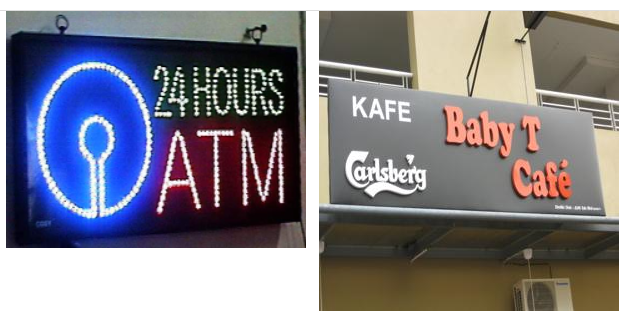 24 HOURS
ATM
KAFE
Baby T
Café
Carlsberg